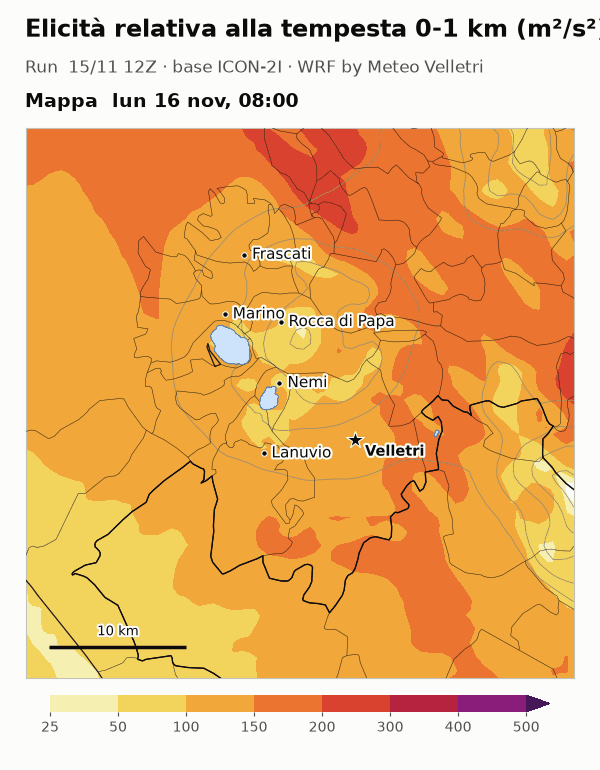 Elicità relativa alla tempesta 0-1 km (m²/s²)
Run 15/11 12Z · base ICON-2I · WRF by Meteo Velletri
Mappa lun 16 nov, 08:00
Frascati
Marino
Rocca di Papa
Nemi
Velletri
Lanuvio
10 km
25 50 100 150 200 300 400 500